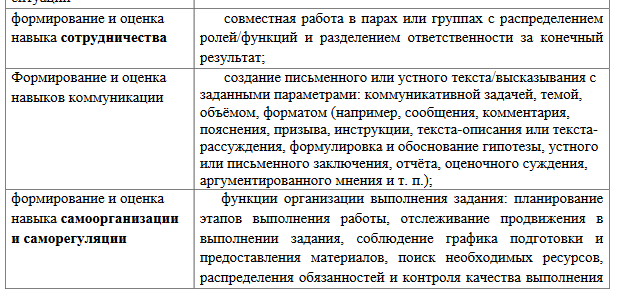 ситуации
формирование и оценка
навыка сотрудничества
совместная работа в парах или группах с распределением
ролей/функций и разделением ответственности за конечный
результат;
Формирование и оценка
навыков коммуникации
создание письменного или устного текста/высказывания с
заданными параметрами: коммуникативной задачей, темой,
объёмом, форматом (например, сообщения, комментария,
пояснения, призыва, инструкции, текста-описания или текста-
рассуждения, формулировка и обоснование гипотезы, устного
или письменного заключения, отчёта, оценочного суждения,
аргументированного мнения и т. п.);
формирование и оценка
навыка самоорганизации
и саморегуляции
функции организации выполнения задания: планирование
этапов выполнения работы, отслеживание продвижения в
выполнении задания, соблюдение графика подготовки и
предоставления материалов, поиск необходимых ресурсов,
распределения обязанностей и контроля качества выполнения